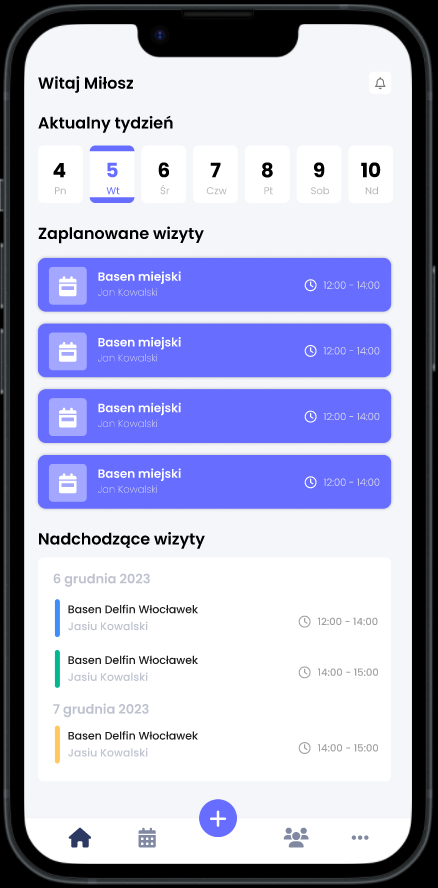 Witaj Miłosz
Aktualny tydzień
4 5 6 7 8 9 10
Pn Wt Śr Czw Pt Sob Nd
Zaplanowane wizyty
Basen miejski
Jan Kowalski
12:00 - 14:00
Basen miejski
Jan Kowalski
12:00 - 14:00
Basen miejski
Jan Kowalski
12:00 - 14:00
Basen miejski
Jan Kowalski
12:00 - 14:00
Nadchodzące wizyty
6 grudnia 2023
Basen Delfin Włocławek
Jasiu Kowalski
12:00 - 14:00
Basen Delfin Włocławek
Jasiu Kowalski
14:00 - 15:00
7 grudnia 2023
Basen Delfin Włocławek
Jasiu Kowalski
14:00 - 15:00